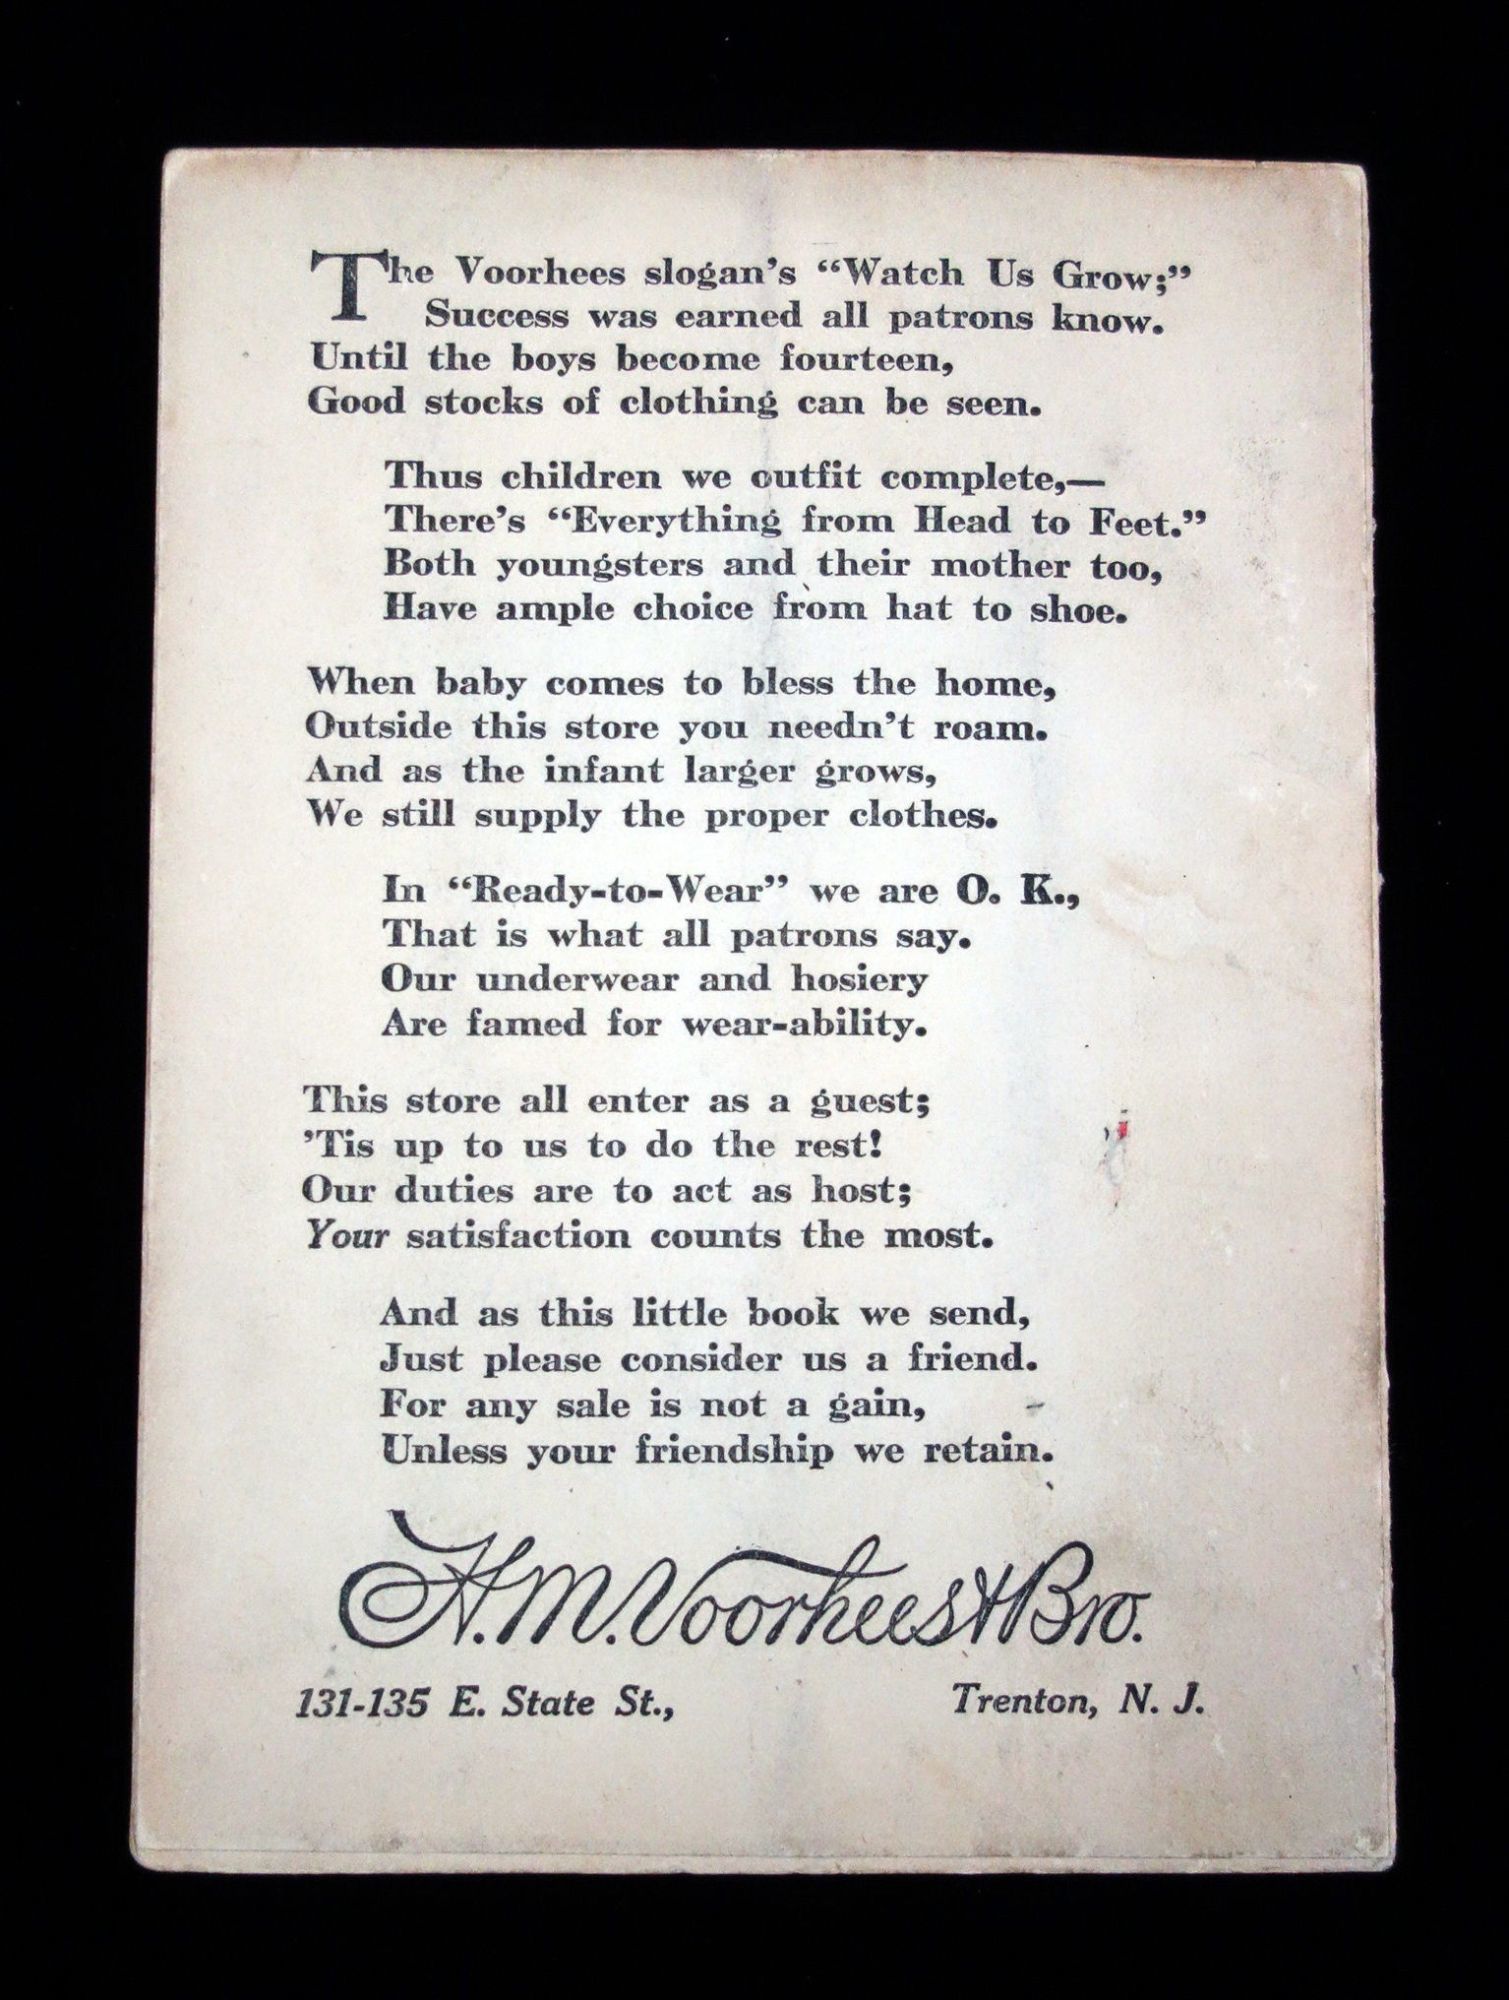 The Voorhees slogan's “Watch Us Grow;”
Success was earned all patrons know.
Until the boys become fourteen,
Good stocks of clothing can be seen.
Thus children we outfit complete,—
There's “Everything from Head to Feet.”
Both youngsters and their mother too,
Have ample choice from hat to shoe.
When baby comes to bless the home,
Outside this store you needn't roam.
And as the infant larger grows,
We still supply the proper clothes.
In “Ready-to-Wear” we are O. K.,
That is what all patrons say.
Our underwear and hosiery
Are famed for wear-ability.
This store all enter as a guest;
'Tis up to us to do the rest!
Our duties are to act as host;
Your satisfaction counts the most.
And as this little book we send,
Just please consider us a friend.
For any sale is not a gain,
Unless your friendship we retain.
H. M. Voorhees & Bro.
131-135 E. State St., Trenton, N. J.